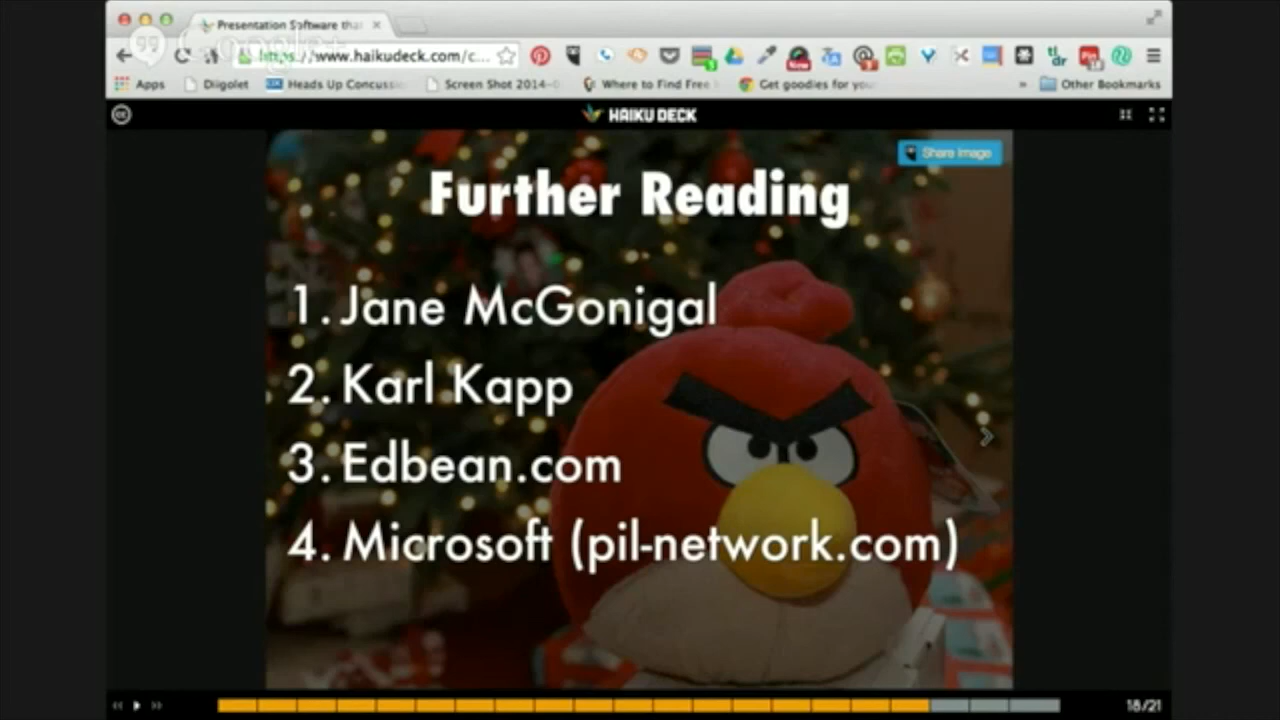 Presentation Software that
Google+
https://www.haikudeck.com/c...
Apps
Diigolet
Heads Up Concussi
Screen Shot 2014-0
Where to Find Free
Get goodies for you
»
Other Bookmarks
HAIKU DECK
Share Image
Further Reading
1. Jane McGonigal
2. Karl Kapp
3. Edbean.com
4. Microsoft (pil-network.com)
18/21